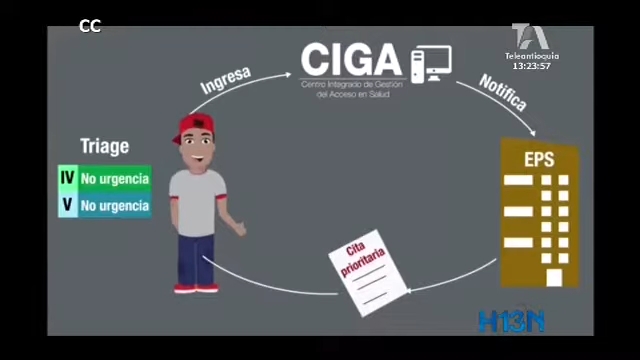 CC
TA
Teleantioquia
13:23:57
CIGA
Centro Integrado de Gestión
del Acceso en Salud
Ingresa
Notifica
Triage
IV No urgencia
V No urgencia
EPS
Cita
prioritaria
H13N